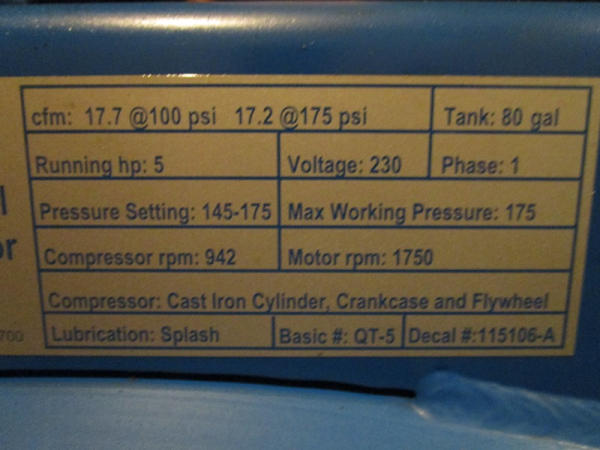 cfm: 17.7 @100 psi 17.2 @175 psi Tank: 80 gal
Running hp: 5 Voltage: 230 Phase: 1
Pressure Setting: 145-175 Max Working Pressure: 175
Compressor rpm: 942 Motor rpm: 1750
Compressor: Cast Iron Cylinder, Crankcase and Flywheel
Lubrication: Splash Basic #: QT-5 Decal #:115106-A